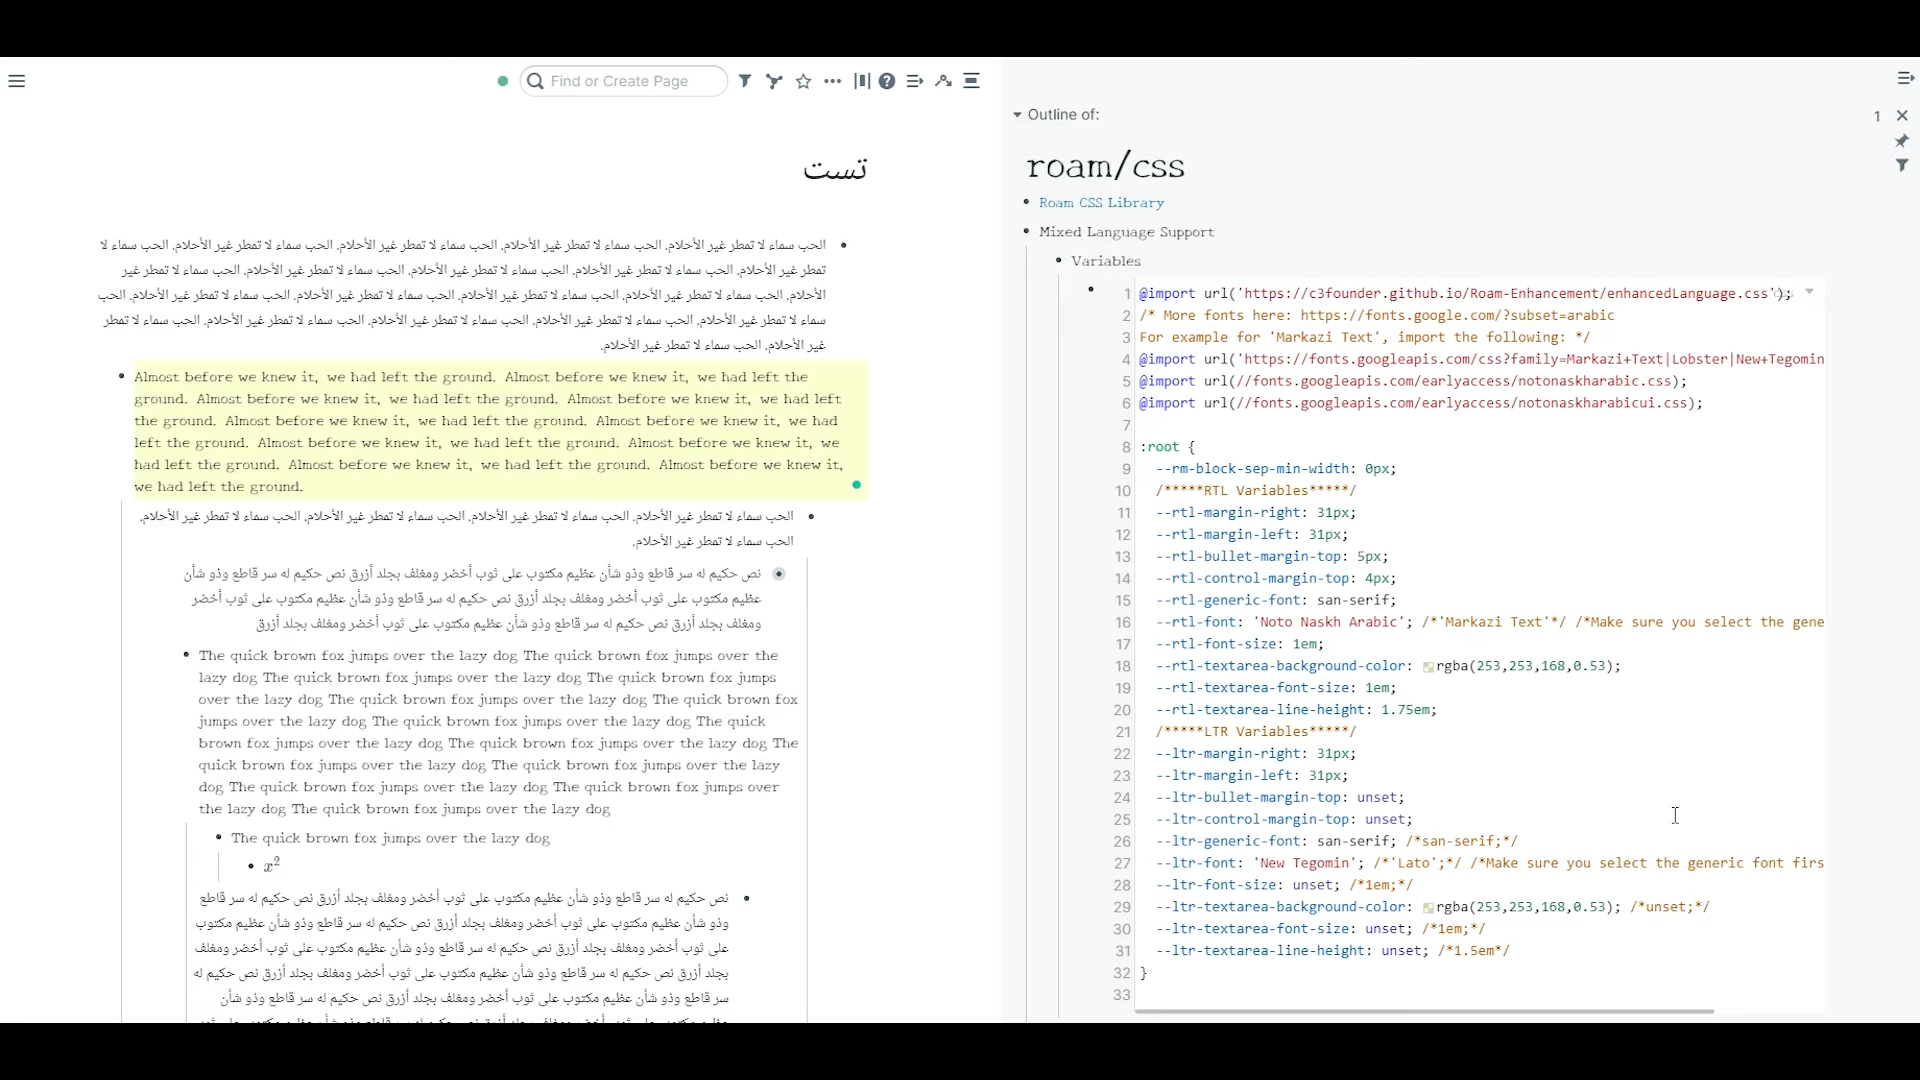 Find or Create Page
تست
الحب سماء لا تمطر غير الأحلام. الحب سماء لا تمطر غير الأحلام. الحب سماء لا تمطر غير الأحلام. الحب سماء لا تمطر غير الأحلام. الحب سماء لا
تمطر غير الأحلام. الحب سماء لا تمطر غير الأحلام. الحب سماء لا تمطر غير الأحلام. الحب سماء لا تمطر غير الأحلام. الحب سماء لا تمطر غير
الأحلام. الحب سماء لا تمطر غير الأحلام. الحب سماء لا تمطر غير الأحلام. الحب سماء لا تمطر غير الأحلام. الحب سماء لا تمطر غير الأحلام. الحب
سماء لا تمطر غير الأحلام. الحب سماء لا تمطر غير الأحلام. الحب سماء لا تمطر غير الأحلام. الحب سماء لا تمطر غير الأحلام. الحب سماء لا تمطر
غير الأحلام. الحب سماء لا تمطر غير الأحلام.
Almost before we knew it, we had left the ground. Almost before we knew it, we had left the
ground. Almost before we knew it, we had left the ground. Almost before we knew it, we had left
the ground. Almost before we knew it, we had left the ground. Almost before we knew it, we had
left the ground. Almost before we knew it, we had left the ground. Almost before we knew it, we
had left the ground. Almost before we knew it, we had left the ground. Almost before we knew it,
we had left the ground.
الحب سماء لا تمطر غير الأحلام. الحب سماء لا تمطر غير الأحلام. الحب سماء لا تمطر غير الأحلام. الحب سماء لا تمطر غير الأحلام.
الحب سماء لا تمطر غير الأحلام.
نص حكيم له سر قاطع وذو شأن عظيم مكتوب على ثوب أخضر ومغلف بجلد أزرق نص حكيم له سر قاطع وذو شأن
عظيم مكتوب على ثوب أخضر ومغلف بجلد أزرق نص حكيم له سر قاطع وذو شأن عظيم مكتوب على ثوب أخضر
ومغلف بجلد أزرق نص حكيم له سر قاطع وذو شأن عظيم مكتوب على ثوب أخضر ومغلف بجلد أزرق
The quick brown fox jumps over the lazy dog The quick brown fox jumps over the
lazy dog The quick brown fox jumps over the lazy dog The quick brown fox jumps
over the lazy dog The quick brown fox jumps over the lazy dog The quick brown fox
jumps over the lazy dog The quick brown fox jumps over the lazy dog The quick
brown fox jumps over the lazy dog The quick brown fox jumps over the lazy dog The
quick brown fox jumps over the lazy dog The quick brown fox jumps over the lazy
dog The quick brown fox jumps over the lazy dog The quick brown fox jumps over
the lazy dog The quick brown fox jumps over the lazy dog
The quick brown fox jumps over the lazy dog
x²
نص حكيم له سر قاطع وذو شأن عظيم مكتوب على ثوب أخضر ومغلف بجلد أزرق نص حكيم له سر قاطع
وذو شأن عظيم مكتوب على ثوب أخضر ومغلف بجلد أزرق نص حكيم له سر قاطع وذو شأن عظيم مكتوب
على ثوب أخضر ومغلف بجلد أزرق نص حكيم له سر قاطع وذو شأن عظيم مكتوب على ثوب أخضر ومغلف
بجلد أزرق نص حكيم له سر قاطع وذو شأن عظيم مكتوب على ثوب أخضر ومغلف بجلد أزرق نص حكيم له
سر قاطع وذو شأن عظيم مكتوب على ثوب أخضر ومغلف بجلد أزرق نص حكيم له سر قاطع وذو شأن
Outline of:
1
roam/css
Roam CSS Library
Mixed Language Support
Variables
1 @import url('https://c3founder.github.io/Roam-Enhancement/enhancedLanguage.css');
2 /* More fonts here: https://fonts.google.com/?subset=arabic
3 For example for 'Markazi Text', import the following: */
4 @import url('https://fonts.googleapis.com/css?family=Markazi+Text|Lobster|New+Tegomin
5 @import url(//fonts.googleapis.com/earlyaccess/notonaskharabic.css);
6 @import url(//fonts.googleapis.com/earlyaccess/notonaskharabicui.css);
7
8 :root {
9 --rm-block-sep-min-width: 0px;
10 /*****RTL Variables*****/
11 --rtl-margin-right: 31px;
12 --rtl-margin-left: 31px;
13 --rtl-bullet-margin-top: 5px;
14 --rtl-control-margin-top: 4px;
15 --rtl-generic-font: san-serif;
16 --rtl-font: 'Noto Naskh Arabic'; /*'Markazi Text'*/ /*Make sure you select the gene
17 --rtl-font-size: 1em;
18 --rtl-textarea-background-color: rgba(253,253,168,0.53);
19 --rtl-textarea-font-size: 1em;
20 --rtl-textarea-line-height: 1.75em;
21 /*****LTR Variables*****/
22 --ltr-margin-right: 31px;
23 --ltr-margin-left: 31px;
24 --ltr-bullet-margin-top: unset;
25 --ltr-control-margin-top: unset;
26 --ltr-generic-font: san-serif; /*san-serif;*/
27 --ltr-font: 'New Tegomin'; /*'Lato';*/ /*Make sure you select the generic font firs
28 --ltr-font-size: unset; /*1em;*/
29 --ltr-textarea-background-color: rgba(253,253,168,0.53); /*unset;*/
30 --ltr-textarea-font-size: unset; /*1em;*/
31 --ltr-textarea-line-height: unset; /*1.5em*/
32 }
33